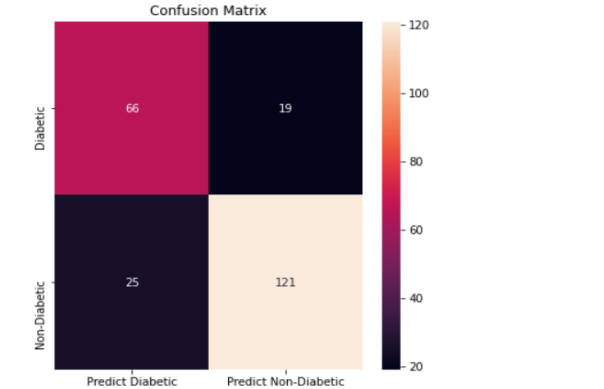 Confusion Matrix
Diabetic
66
19
Non-Diabetic
25
121
Predict Diabetic
Predict Non-Diabetic
120
100
80
60
40
20